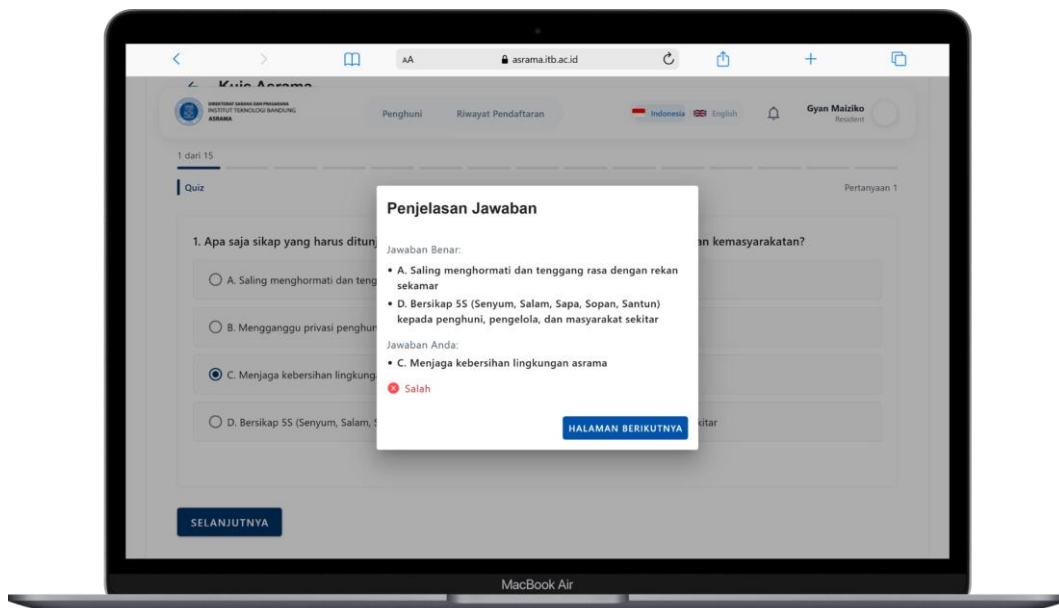 AA
asrama.itb.ac.id
Kuis Asrama
DIREKTORAT SARANA DAN PRASARANA
INSTITUT TEKNOLOGI BANDUNG
ASRAMA
Penghuni
Riwayat Pendaftaran
Indonesia
English
Gyan Maiziko
Resident
1 dari 15
Quiz
Pertanyaan 1
1. Apa saja sikap yang harus ditun
an kemasyarakatan?
A. Saling menghormati dan teng
B. Mengganggu privasi penghun
C. Menjaga kebersihan lingkung
D. Bersikap 5S (Senyum, Salam, S
kitar
Penjelasan Jawaban
Jawaban Benar:
• A. Saling menghormati dan tenggang rasa dengan rekan
sekamar
• D. Bersikap 5S (Senyum, Salam, Sapa, Sopan, Santun)
kepada penghuni, pengelola, dan masyarakat sekitar
Jawaban Anda:
• C. Menjaga kebersihan lingkungan asrama
Salah
HALAMAN BERIKUTNYA
SELANJUTNYA
MacBook Air